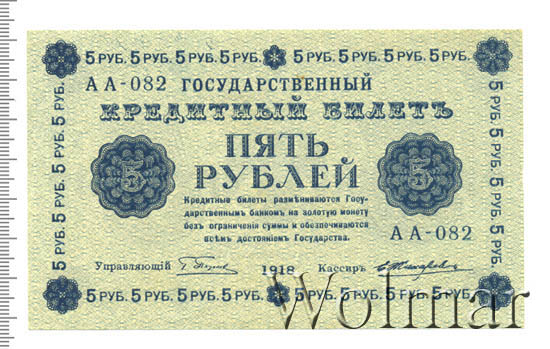 5 РУБ. 5 РУБ. 5 РУБ. 5 РУБ. 5 РУБ. 5 РУБ. 5 РУБ. 5 РУБ.
АА-082 ГОСУДАРСТВЕННЫЙ
КРЕДИТНЫЙ БИЛЕТЪ
ПЯТЬ
РУБЛЕЙ
5 5
Кредитные билеты размѣниваются Госу-
дарственнымъ банкомъ на золотую монету
безъ ограниченія суммы и обезпечиваются
всѣмъ достояніемъ Государства.
АА-082
Управляющій 1918 Кассиръ
5 РУБ. 5 РУБ. 5 РУБ. 5 РУБ. 5 РУБ. 5 РУБ. 5 РУБ. 5 РУБ.
5 РУБ. 5 РУБ. 5 РУБ. 5 РУБ. 5 РУБ.
5 РУБ. 5 РУБ. 5 РУБ. 5 РУБ. 5 РУБ.
Wolmar